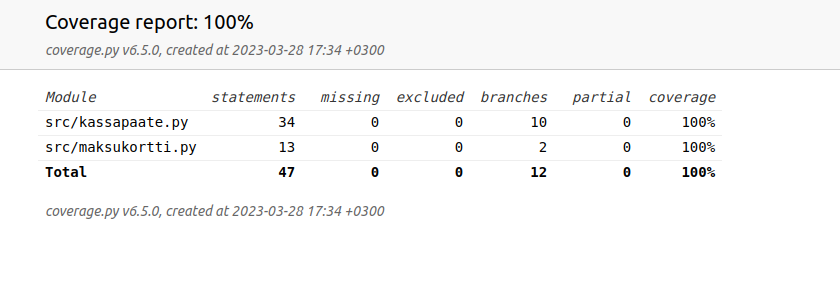 Coverage report: 100%
coverage.py v6.5.0, created at 2023-03-28 17:34 +0300
Module statements missing excluded branches partial coverage
src/kassapaate.py 34 0 0 10 0 100%
src/maksukortti.py 13 0 0 2 0 100%
Total 47 0 0 12 0 100%
coverage.py v6.5.0, created at 2023-03-28 17:34 +0300